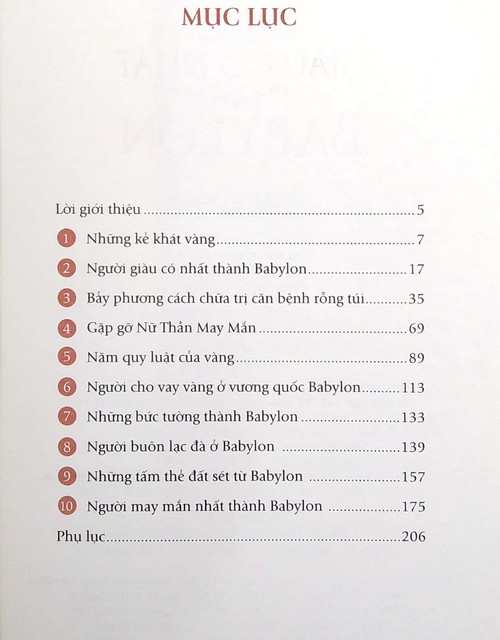 MỤC LỤC
Lời giới thiệu ........................................................ 5
1 Những kẻ khát vàng ........................................ 7
2 Người giàu có nhất thành Babylon ...................... 17
3 Bảy phương cách chữa trị căn bệnh rỗng túi ............ 35
4 Gặp gỡ Nữ Thần May Mắn ................................ 69
5 Năm quy luật của vàng ........................................ 89
6 Người cho vay vàng ở vương quốc Babylon .......... 113
7 Những bức tường thành Babylon ...................... 133
8 Người buôn lạc đà ở Babylon .......................... 139
9 Những tấm thẻ đất sét từ Babylon .................... 157
10 Người may mắn nhất thành Babylon ................ 175
Phụ lục .............................................................. 206